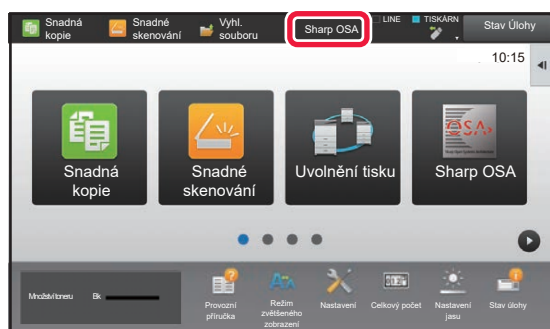 Snadná
kopie
Snadné
skenování
Vyhl.
souboru
Sharp OSA
LINE
TISKÁRN
Stav Úlohy
10:15
Snadná
kopie
Snadné
skenování
Uvolnění tisku
OSA
Sharp OSA
Množství toneru
Bk
Provozní
příručka
Režim
zvětšeného
zobrazení
Nastavení
Celkový počet
Nastavení
jasu
Stav úlohy